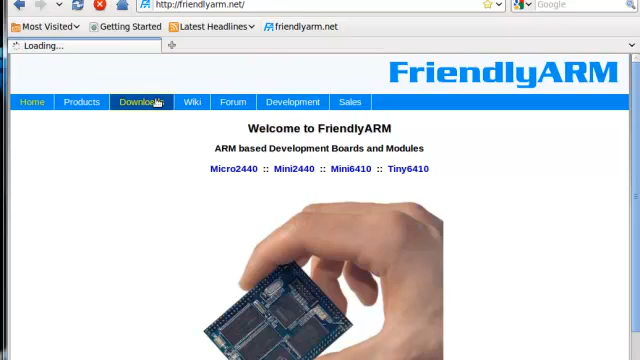 http://friendlyarm.net/
Google
Most Visited
Getting Started
Latest Headlines
friendlyarm.net
Loading...
FriendlyARM
Home
Products
Downloads
Wiki
Forum
Development
Sales
Welcome to FriendlyARM
ARM based Development Boards and Modules
Micro2440 :: Mini2440 :: Mini6410 :: Tiny6410